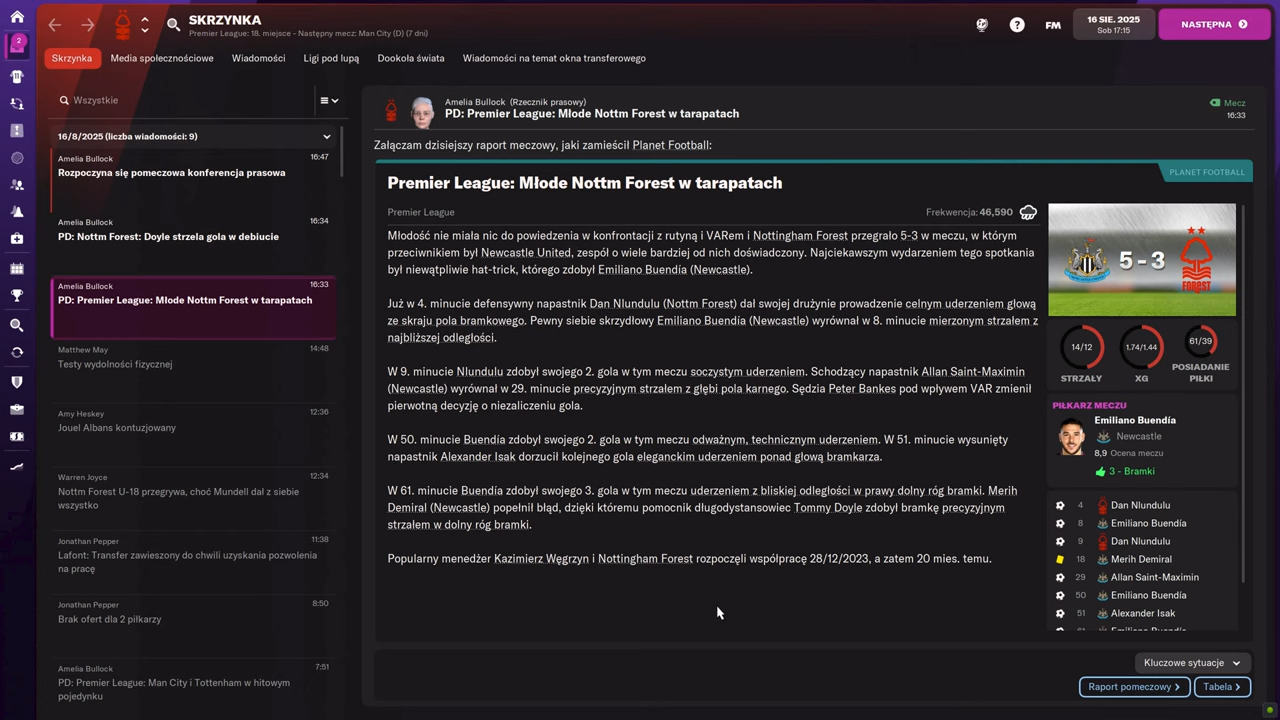 2
SKRZYNKA
Premier League: 18. miejsce - Następny mecz: Man City (D) (7 dni)
FM
16 SIE. 2025
Sob 17:15
NASTĘPNA
Skrzynka
Media społecznościowe
Wiadomości
Ligi pod lupą
Dookoła świata
Wiadomości na temat okna transferowego
Wszystkie
16/8/2025 (liczba wiadomości: 9)
Amelia Bullock 16:47
Rozpoczyna się pomeczowa konferencja prasowa
Amelia Bullock 16:34
PD: Nottm Forest: Doyle strzela gola w debiucie
Amelia Bullock 16:33
PD: Premier League: Młode Nottm Forest w tarapatach
Matthew May 14:48
Testy wydolności fizycznej
Amy Heskey 12:36
Jouel Albans kontuzjowany
Warren Joyce 12:34
Nottm Forest U-18 przegrywa, choć Mundell dał z siebie
wszystko
Jonathan Pepper 11:38
Lafont: Transfer zawieszony do chwili uzyskania pozwolenia
na pracę
Jonathan Pepper 8:50
Brak ofert dla 2 piłkarzy
Amelia Bullock 7:51
PD: Premier League: Man City i Tottenham w hitowym
pojedynku
Amelia Bullock (Rzecznik prasowy)
PD: Premier League: Młode Nottm Forest w tarapatach
Mecz
16:33
Załączam dzisiejszy raport meczowy, jaki zamieścił Planet Football:
PLANET FOOTBALL
Premier League: Młode Nottm Forest w tarapatach
Premier League
Frekwencja: 46,590
Młodość nie miała nic do powiedzenia w konfrontacji z rutyną i VARem i Nottingham Forest przegrało 5-3 w meczu, w którym
przeciwnikiem był Newcastle United, zespół o wiele bardziej od nich doświadczony. Najciekawszym wydarzeniem tego spotkania
był niewątpliwie hat-trick, którego zdobył Emiliano Buendía (Newcastle).
Już w 4. minucie defensywny napastnik Dan Nlundulu (Nottm Forest) dał swojej drużynie prowadzenie celnym uderzeniem głową
ze skraju pola bramkowego. Pewny siebie skrzydłowy Emiliano Buendía (Newcastle) wyrównał w 8. minucie mierzonym strzałem z
najbliższej odległości.
W 9. minucie Nlundulu zdobył swojego 2. gola w tym meczu soczystym uderzeniem. Schodzący napastnik Allan Saint-Maximin
(Newcastle) wyrównał w 29. minucie precyzyjnym strzałem z głębi pola karnego. Sędzia Peter Bankes pod wpływem VAR zmienił
pierwotną decyzję o niezaliczeniu gola.
W 50. minucie Buendía zdobył swojego 2. gola w tym meczu odważnym, technicznym uderzeniem. W 51. minucie wysunięty
napastnik Alexander Isak dorzucił kolejnego gola eleganckim uderzeniem ponad głową bramkarza.
W 61. minucie Buendía zdobył swojego 3. gola w tym meczu uderzeniem z bliskiej odległości w prawy dolny róg bramki. Merih
Demiral (Newcastle) popełnił błąd, dzięki któremu pomocnik długodystansowiec Tommy Doyle zdobył bramkę precyzyjnym
strzałem w dolny róg bramki.
Popularny menedżer Kazimierz Węgrzyn i Nottingham Forest rozpoczęli współpracę 28/12/2023, a zatem 20 mies. temu.
5 - 3
FOREST
14/12
STRZAŁY
1.74/1.44
XG
61/39
POSIADANIE
PIŁKI
PIŁKARZ MECZU
Emiliano Buendía
Newcastle
8,9 Ocena meczu
3 - Bramki
4 Dan Nlundulu
8 Emiliano Buendía
9 Dan Nlundulu
18 Merih Demiral
29 Allan Saint-Maximin
50 Emiliano Buendía
51 Alexander Isak
61 Emiliano Buendía
Kluczowe sytuacje
Raport pomeczowy
Tabela